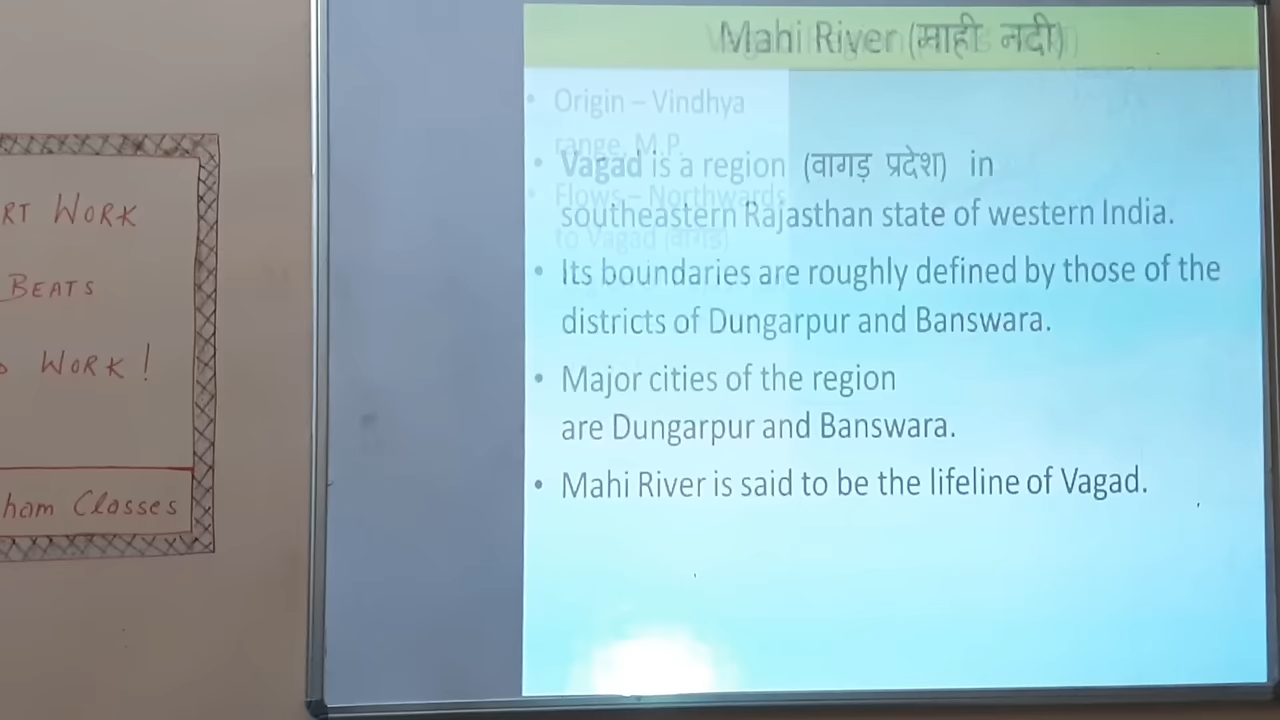 RT WORK
BEATS
WORK!
ham Classes
Mahi River (माही नदी)
• Origin – Vindhya
range, M.P.
• Flows – Northwards
to Vagad (वागड़)
• Vagad is a region (वागड़ प्रदेश) in
southeastern Rajasthan state of western India.
• Its boundaries are roughly defined by those of the
districts of Dungarpur and Banswara.
• Major cities of the region
are Dungarpur and Banswara.
• Mahi River is said to be the lifeline of Vagad.